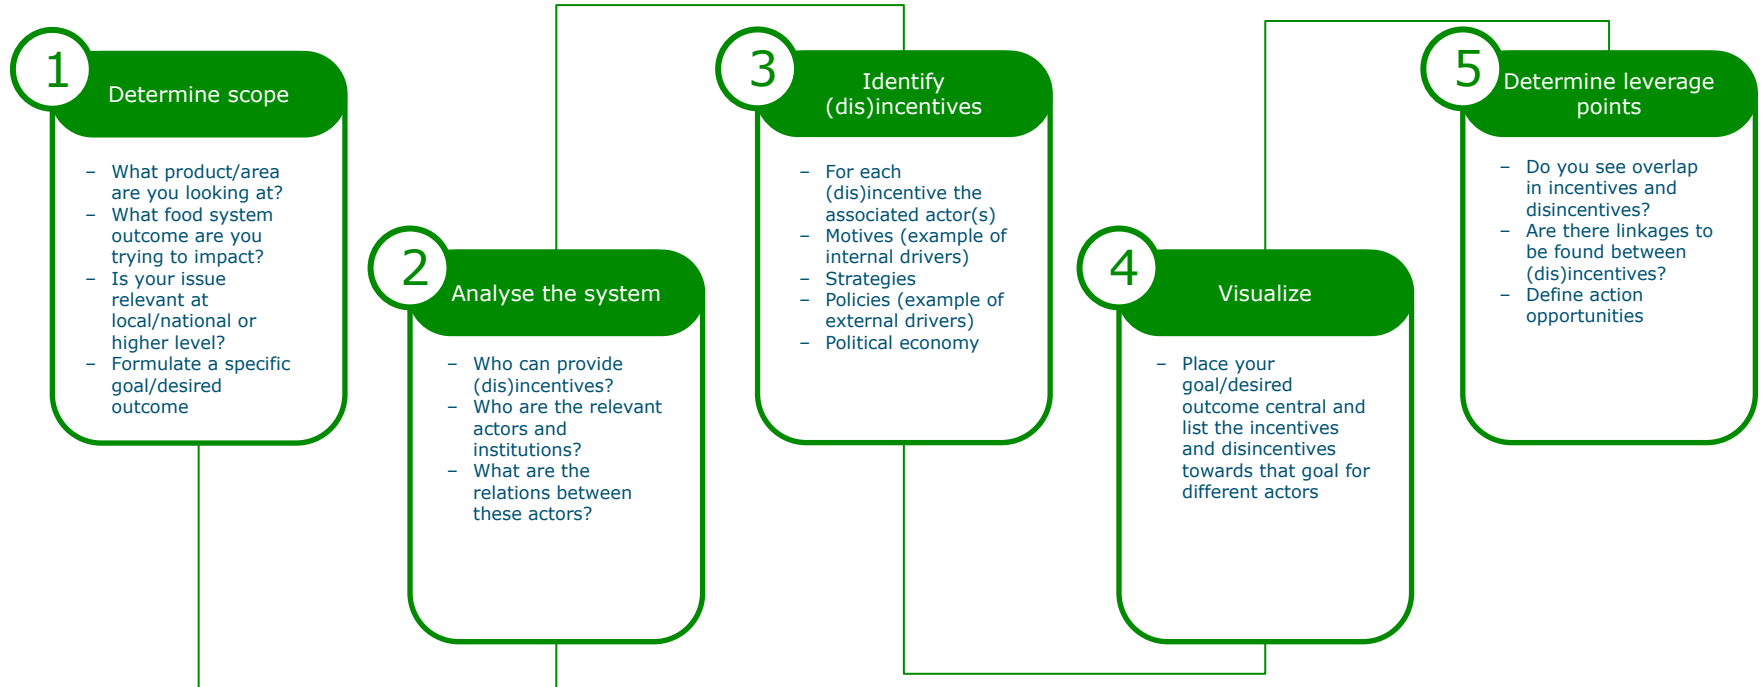 1
Determine scope
– What product/area
are you looking at?
– What food system
outcome are you
trying to impact?
– Is your issue
relevant at
local/national or
higher level?
– Formulate a specific
goal/desired
outcome
2
Analyse the system
– Who can provide
(dis)incentives?
– Who are the relevant
actors and
institutions?
– What are the
relations between
these actors?
3
Identify
(dis)incentives
– For each
(dis)incentive the
associated actor(s)
– Motives (example of
internal drivers)
– Strategies
– Policies (example of
external drivers)
– Political economy
4
Visualize
– Place your
goal/desired
outcome central and
list the incentives
and disincentives
towards that goal for
different actors
5
Determine leverage
points
– Do you see overlap
in incentives and
disincentives?
– Are there linkages to
be found between
(dis)incentives?
– Define action
opportunities